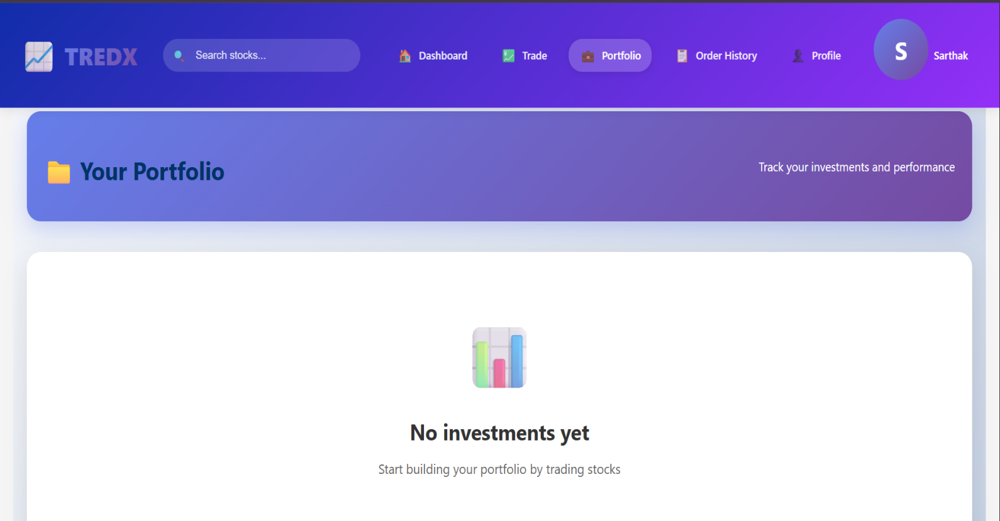 TREDX
Search stocks...
Dashboard
Trade
Portfolio
Order History
Profile
S
Sarthak
Your Portfolio
Track your investments and performance
No investments yet
Start building your portfolio by trading stocks